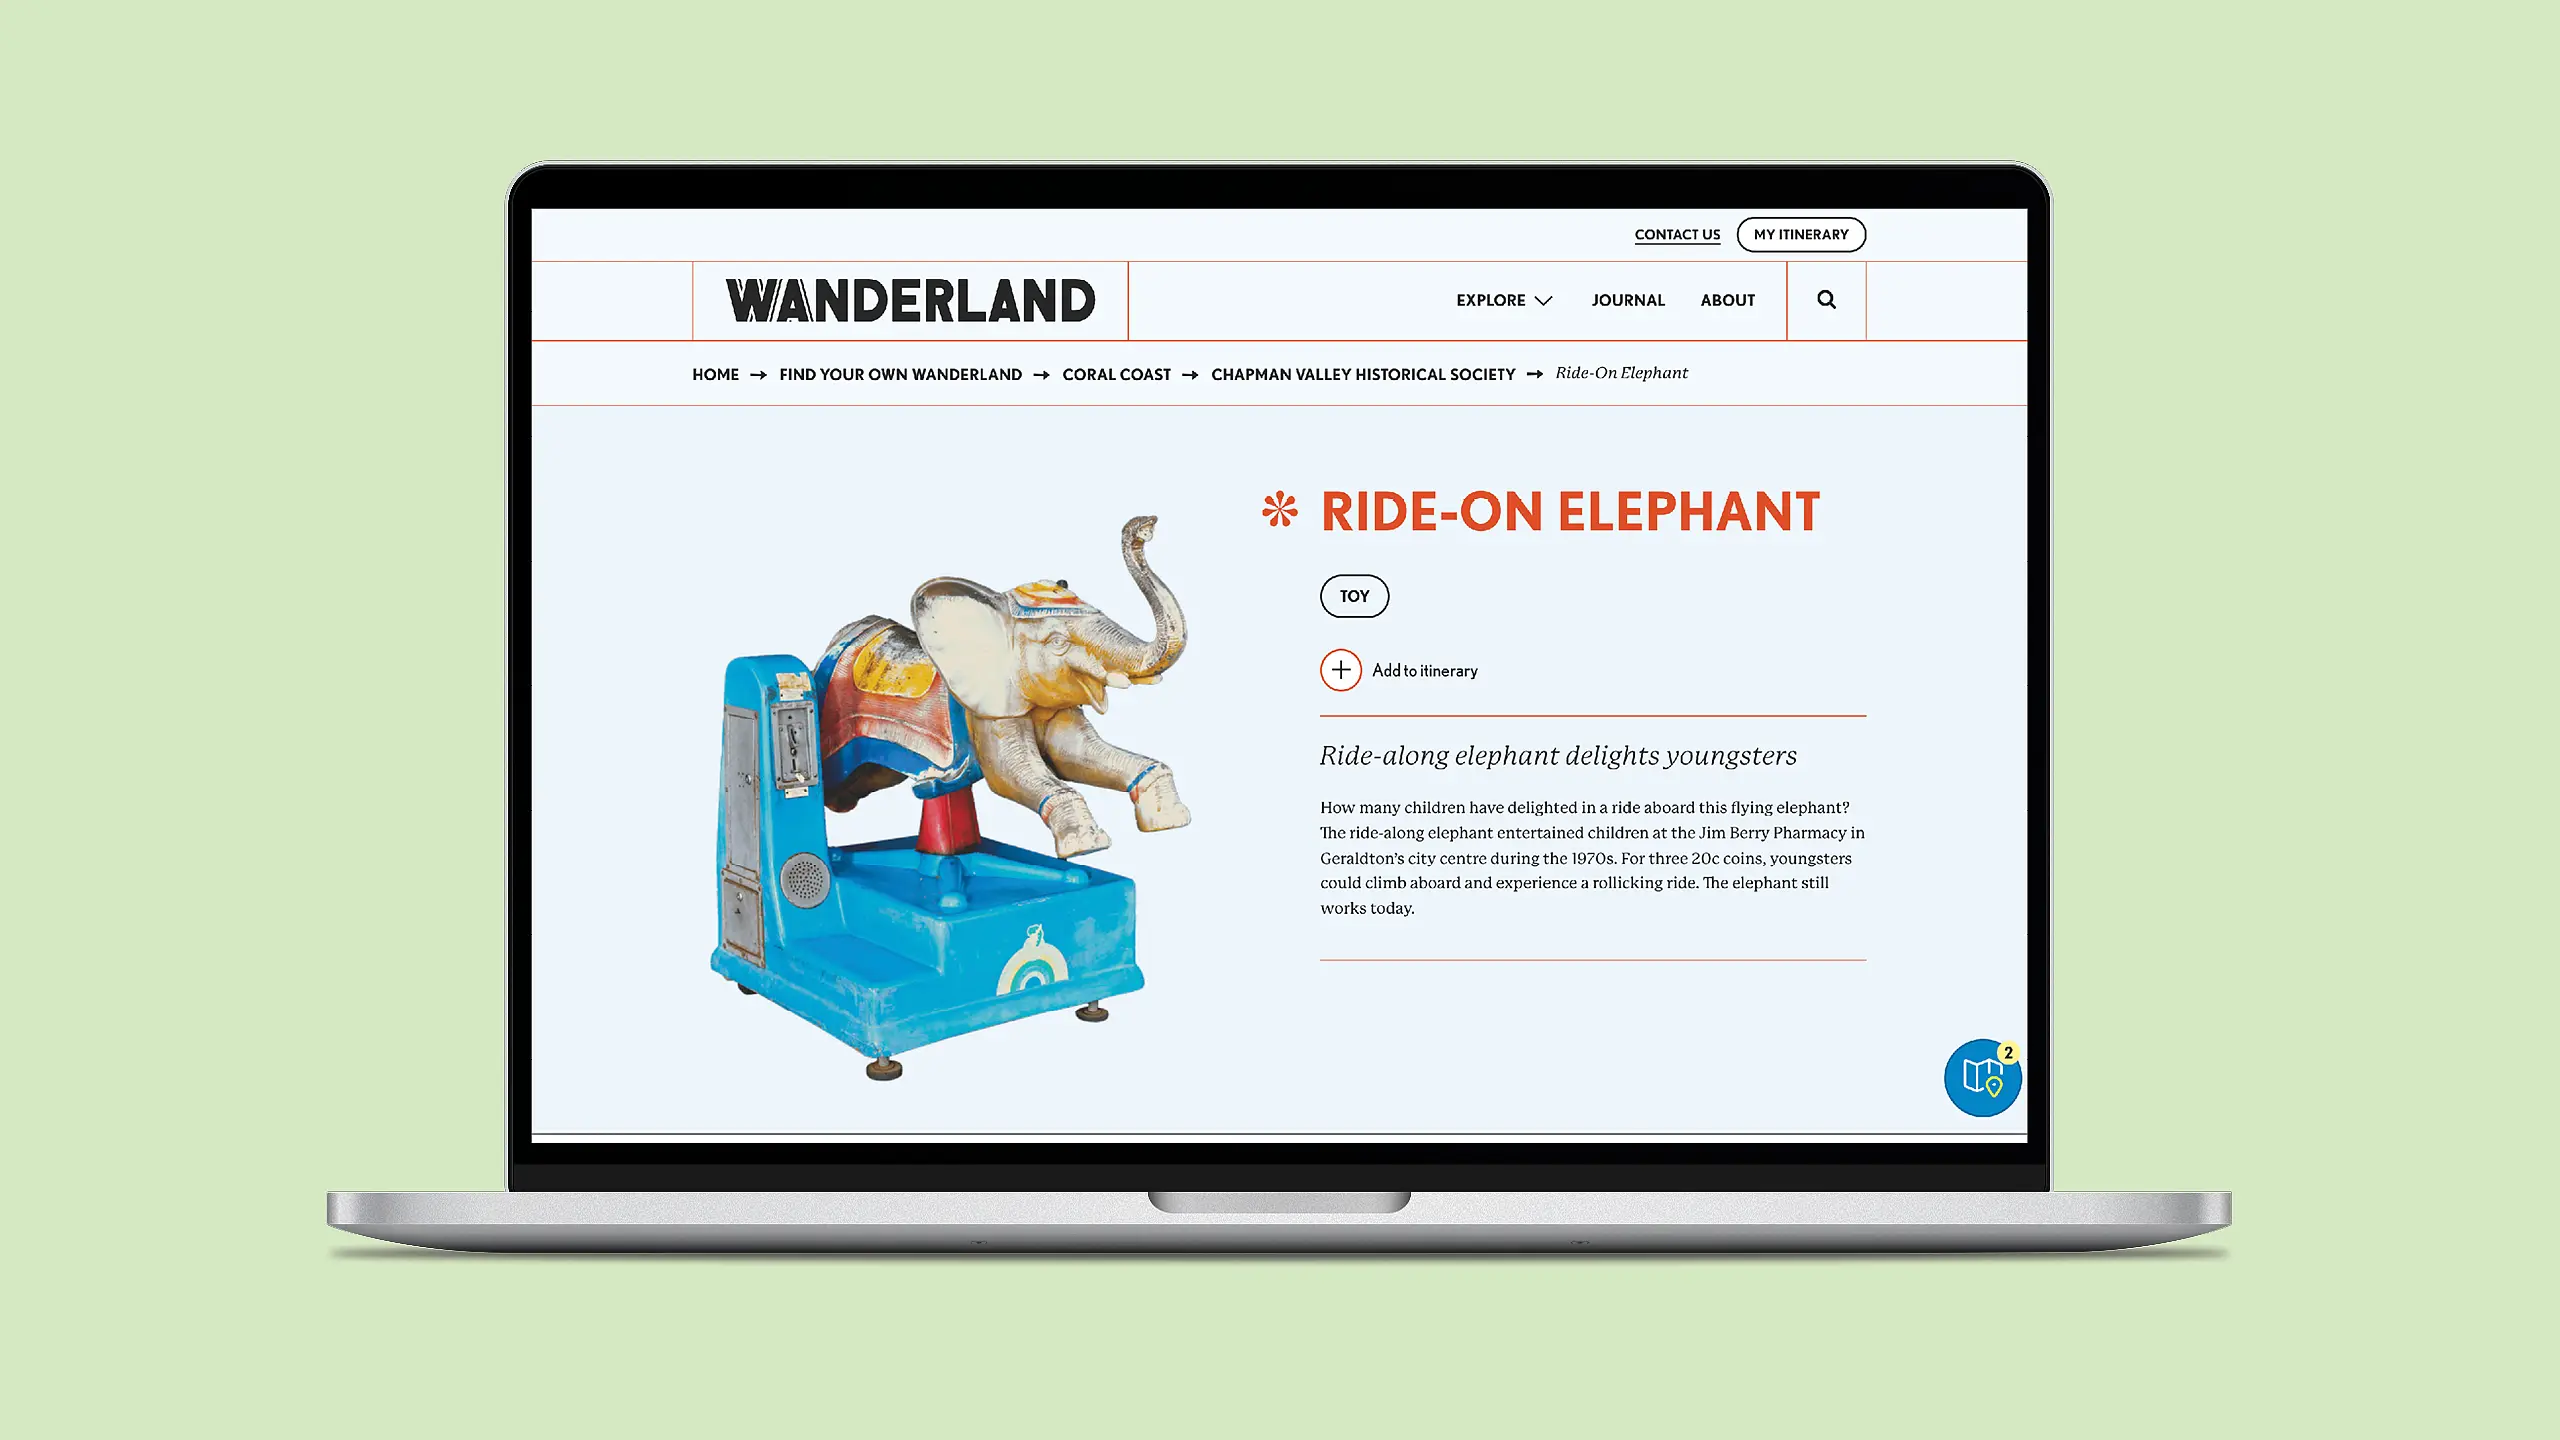 CONTACT US
MY ITINERARY
WANDERLAND
EXPLORE
JOURNAL
ABOUT
HOME → FIND YOUR OWN WANDERLAND → CORAL COAST → CHAPMAN VALLEY HISTORICAL SOCIETY → Ride-On Elephant
* RIDE-ON ELEPHANT
TOY
Add to itinerary
Ride-along elephant delights youngsters
How many children have delighted in a ride aboard this flying elephant?
The ride-along elephant entertained children at the Jim Berry Pharmacy in
Geraldton's city centre during the 1970s. For three 20c coins, youngsters
could climb aboard and experience a rollicking ride. The elephant still
works today.
2